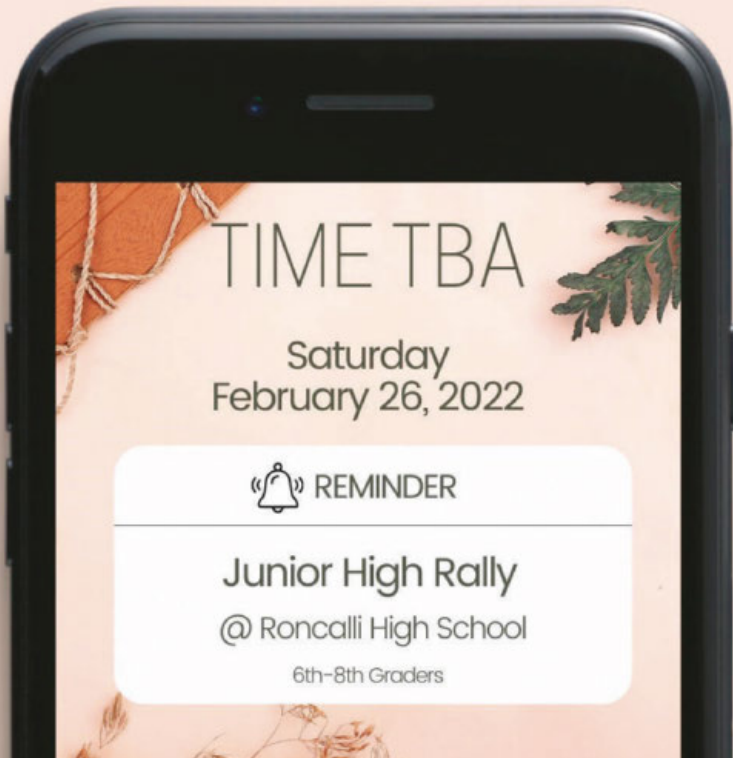 TIME TBA
Saturday
February 26, 2022
REMINDER
Junior High Rally
@ Roncalli High School
6th-8th Graders